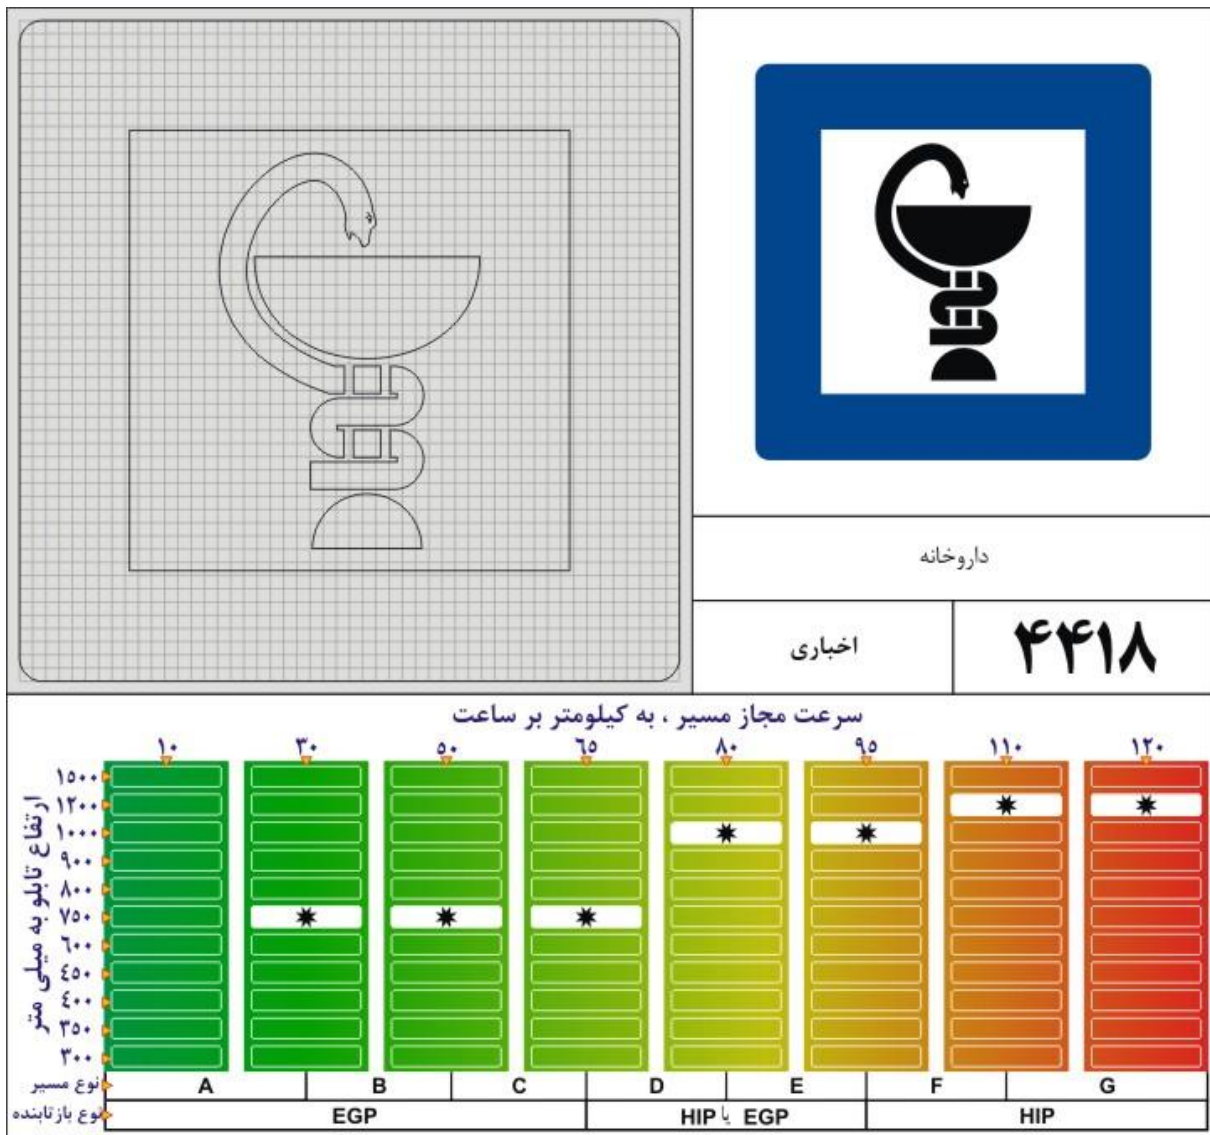 داروخانه
اخباری
۴۴۱۸
سرعت مجاز مسیر ، به کیلومتر بر ساعت
۱۰ ۳۰ ۵۰ ۶۵ ۸۰ ۹۵ ۱۱۰ ۱۲۰
ارتفاع تابلو به میلی متر
۱۵۰۰
۱۲۰۰
۱۰۰۰
۹۰۰
۸۰۰
۷۵۰
۶۰۰
٤٥۰
٤۰۰
۳۵۰
۳۰۰
نوع مسیر A B C D E F G
نوع بازتابنده EGP HIP یا EGP HIP